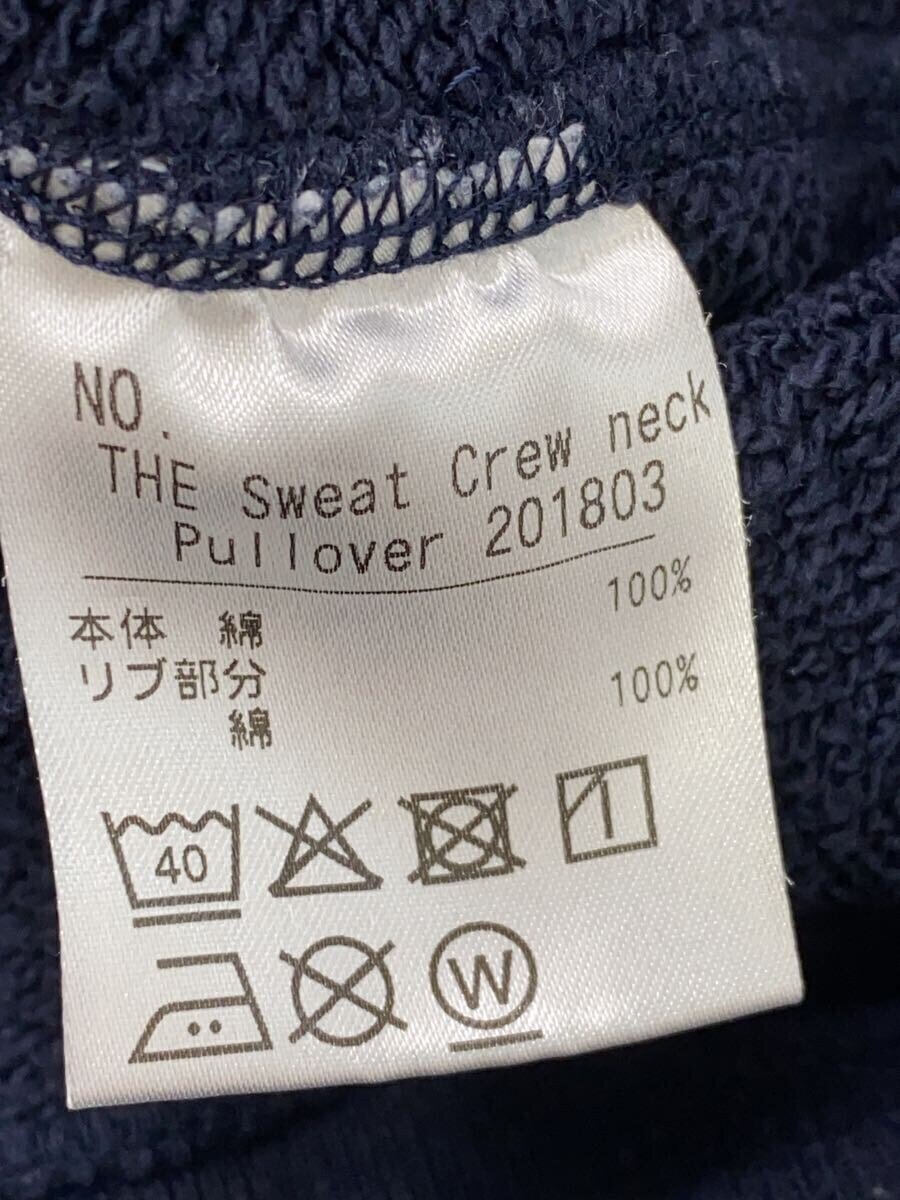 NO.
THE Sweat Crew neck
Pullover 201803
本体 綿 100%
リブ部分
綿 100%
40
W